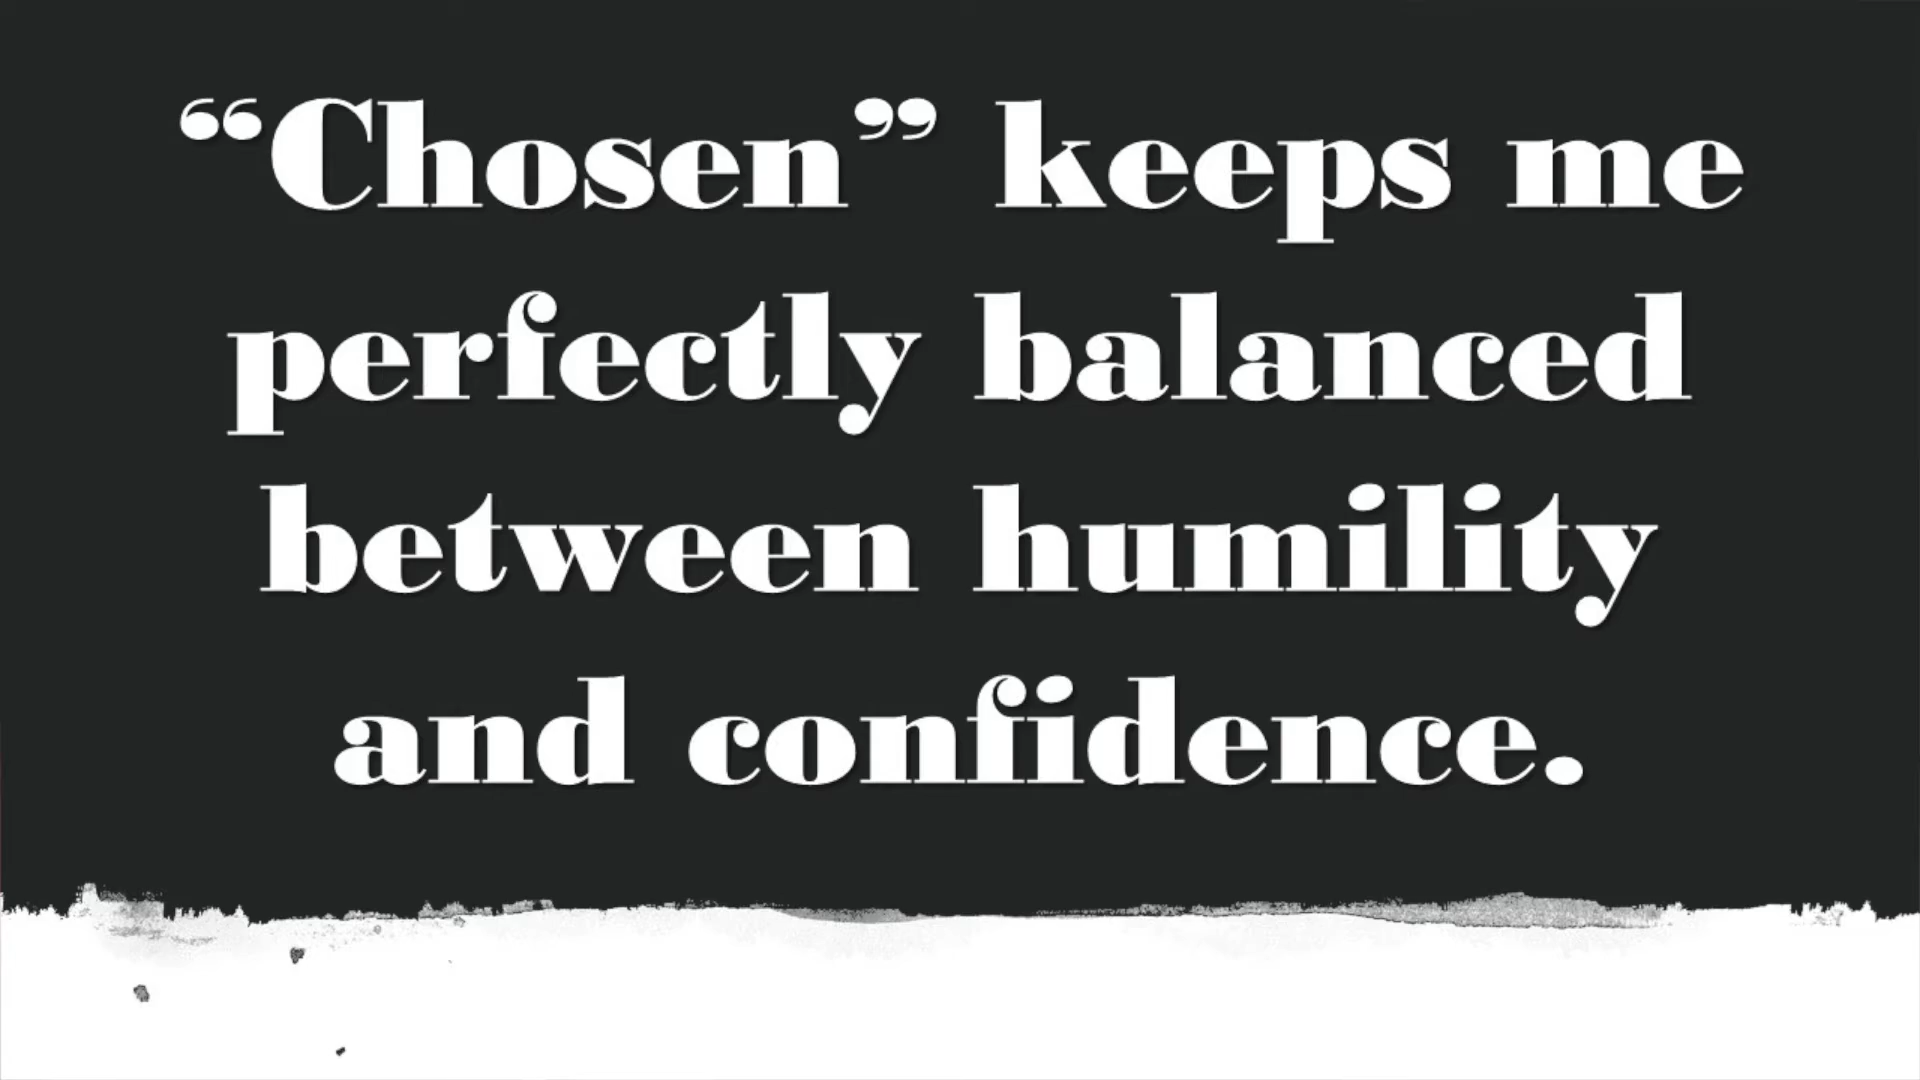 “Chosen” keeps me
perfectly balanced
between humility
and confidence.